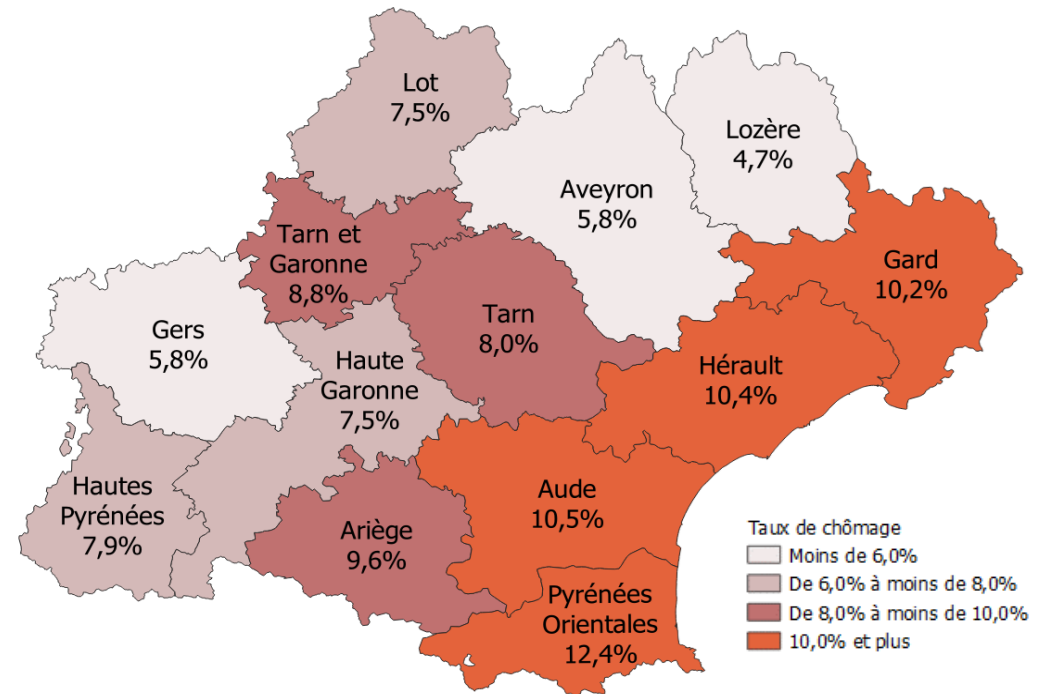 Lot
7,5%
Lozère
4,7%
Aveyron
5,8%
Tarn et
Garonne
8,8%
Gard
10,2%
Gers
5,8%
Tarn
8,0%
Haute
Garonne
7,5%
Hérault
10,4%
Hautes
Pyrénées
7,9%
Ariège
9,6%
Aude
10,5%
Pyrénées
Orientales
12,4%
Taux de chômage
Moins de 6,0%
De 6,0% à moins de 8,0%
De 8,0% à moins de 10,0%
10,0% et plus